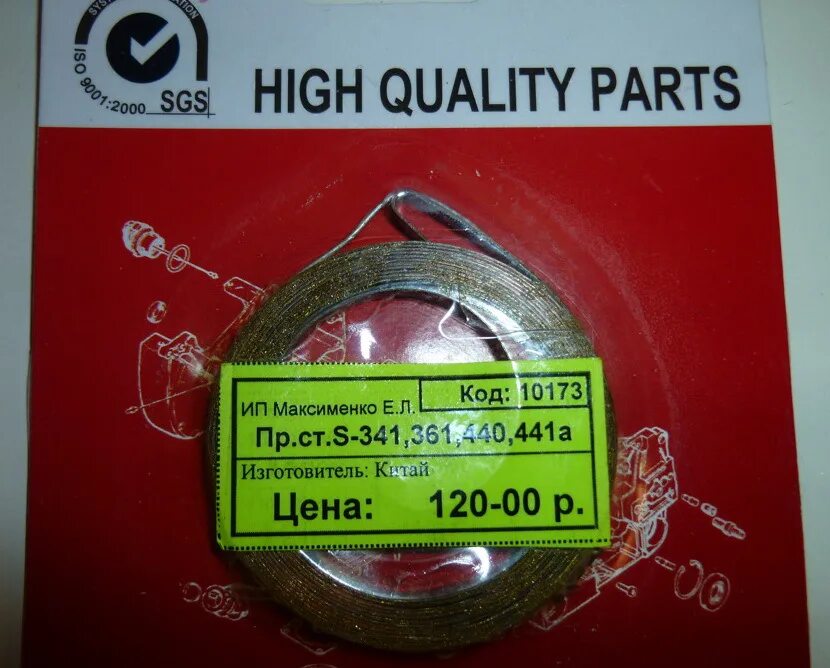 ISO 9001:2000
SGS
HIGH QUALITY PARTS
ИП Максименко Е.Л.
Код: 10173
Пр.ст.S-341,361,440,441а
Изготовитель: Китай
Цена: 120-00 р.